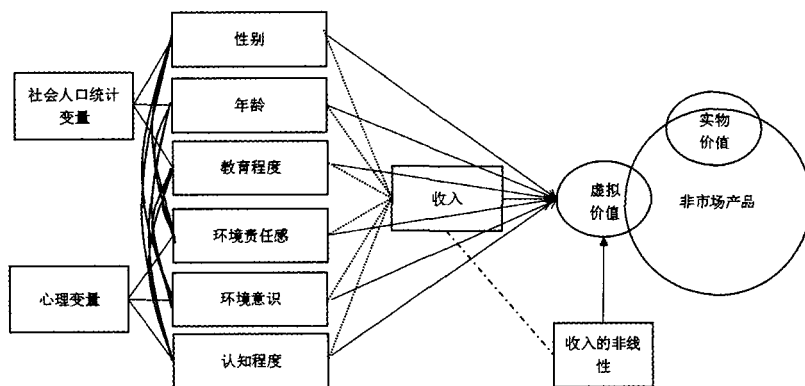 性别
年龄
教育程度
环境责任感
环境意识
认知程度
社会人口统计
变量
心理变量
收入
虚拟
价值
实物
价值
非市场产品
收入的非线
性